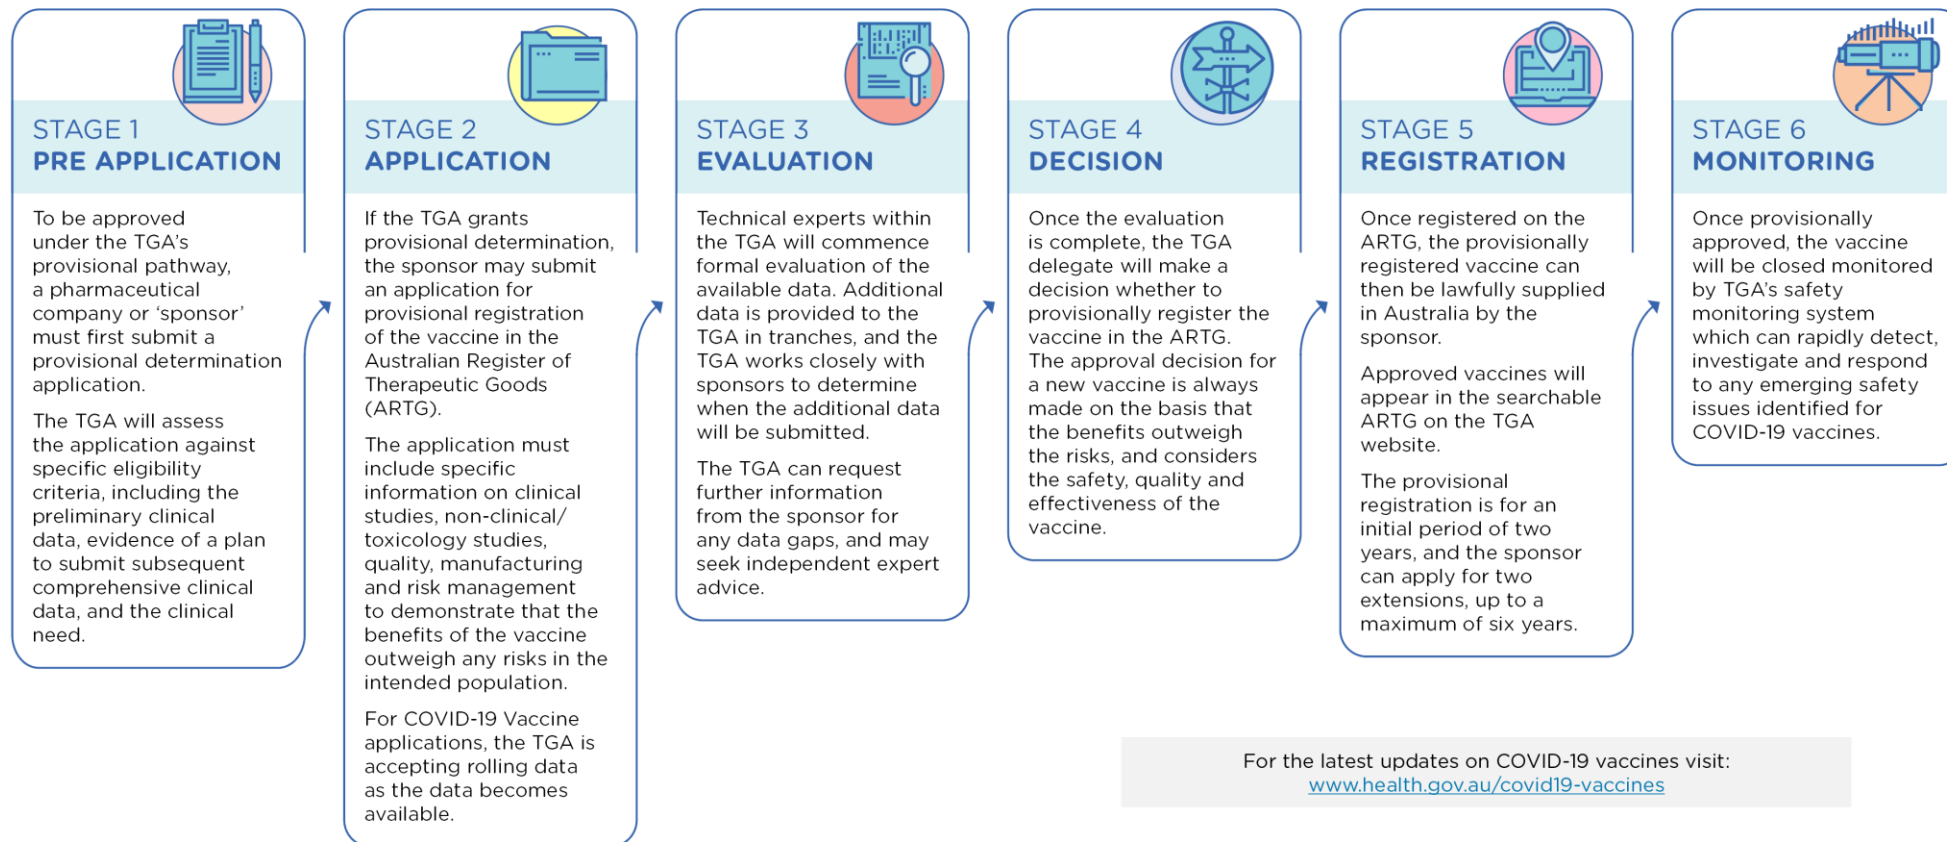 STAGE 1
PRE APPLICATION
To be approved
under the TGA's
provisional pathway,
a pharmaceutical
company or 'sponsor'
must first submit a
provisional determination
application.
The TGA will assess
the application against
specific eligibility
criteria, including the
preliminary clinical
data, evidence of a plan
to submit subsequent
comprehensive clinical
data, and the clinical
need.
STAGE 2
APPLICATION
If the TGA grants
provisional determination,
the sponsor may submit
an application for
provisional registration
of the vaccine in the
Australian Register of
Therapeutic Goods
(ARTG).
The application must
include specific
information on clinical
studies, non-clinical/
toxicology studies,
quality, manufacturing
and risk management
to demonstrate that the
benefits of the vaccine
outweigh any risks in the
intended population.
For COVID-19 Vaccine
applications, the TGA is
accepting rolling data
as the data becomes
available.
STAGE 3
EVALUATION
Technical experts within
the TGA will commence
formal evaluation of the
available data. Additional
data is provided to the
TGA in tranches, and the
TGA works closely with
sponsors to determine
when the additional data
will be submitted.
The TGA can request
further information
from the sponsor for
any data gaps, and may
seek independent expert
advice.
STAGE 4
DECISION
Once the evaluation
is complete, the TGA
delegate will make a
decision whether to
provisionally register the
vaccine in the ARTG.
The approval decision for
a new vaccine is always
made on the basis that
the benefits outweigh
the risks, and considers
the safety, quality and
effectiveness of the
vaccine.
STAGE 5
REGISTRATION
Once registered on the
ARTG, the provisionally
registered vaccine can
then be lawfully supplied
in Australia by the
sponsor.
Approved vaccines will
appear in the searchable
ARTG on the TGA
website.
The provisional
registration is for an
initial period of two
years, and the sponsor
can apply for two
extensions, up to a
maximum of six years.
STAGE 6
MONITORING
Once provisionally
approved, the vaccine
will be closed monitored
by TGA's safety
monitoring system
which can rapidly detect,
investigate and respond
to any emerging safety
issues identified for
COVID-19 vaccines.
For the latest updates on COVID-19 vaccines visit:
www.health.gov.au/covid19-vaccines